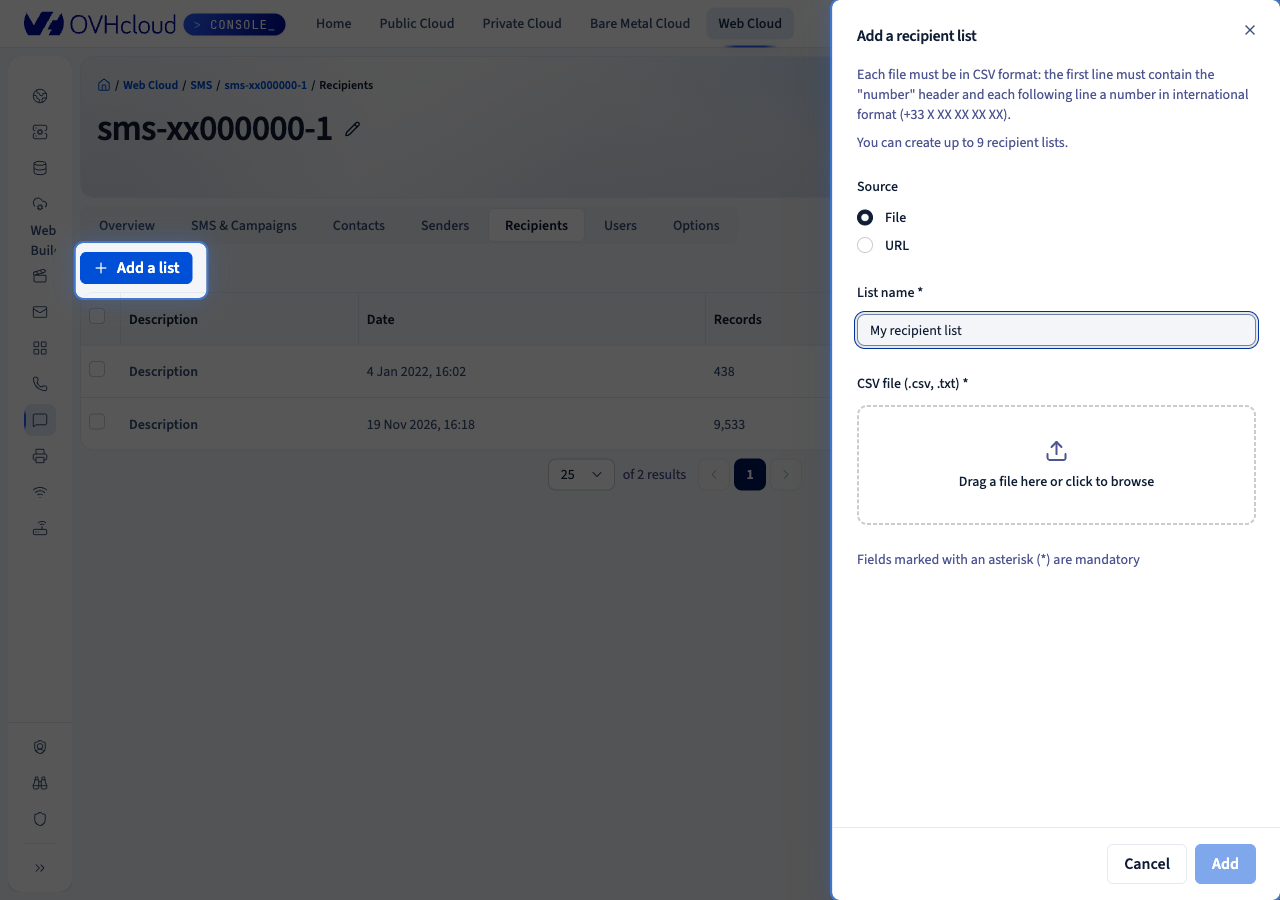 OVHcloud > CONSOLE_ Home Public Cloud Private Cloud Bare Metal Cloud Web Cloud
/ Web Cloud / SMS / sms-xx000000-1 / Recipients
sms-xx000000-1
Overview SMS & Campaigns Contacts Senders Recipients Users Options
Web
Buil
+ Add a list
Description Date Records
Description 4 Jan 2022, 16:02 438
Description 19 Nov 2026, 16:18 9,533
25 of 2 results < 1 >
Add a recipient list
Each file must be in CSV format: the first line must contain the
"number" header and each following line a number in international
format (+33 X XX XX XX XX).
You can create up to 9 recipient lists.
Source
File
URL
List name *
My recipient list
CSV file (.csv, .txt) *
Drag a file here or click to browse
Fields marked with an asterisk (*) are mandatory
Cancel Add